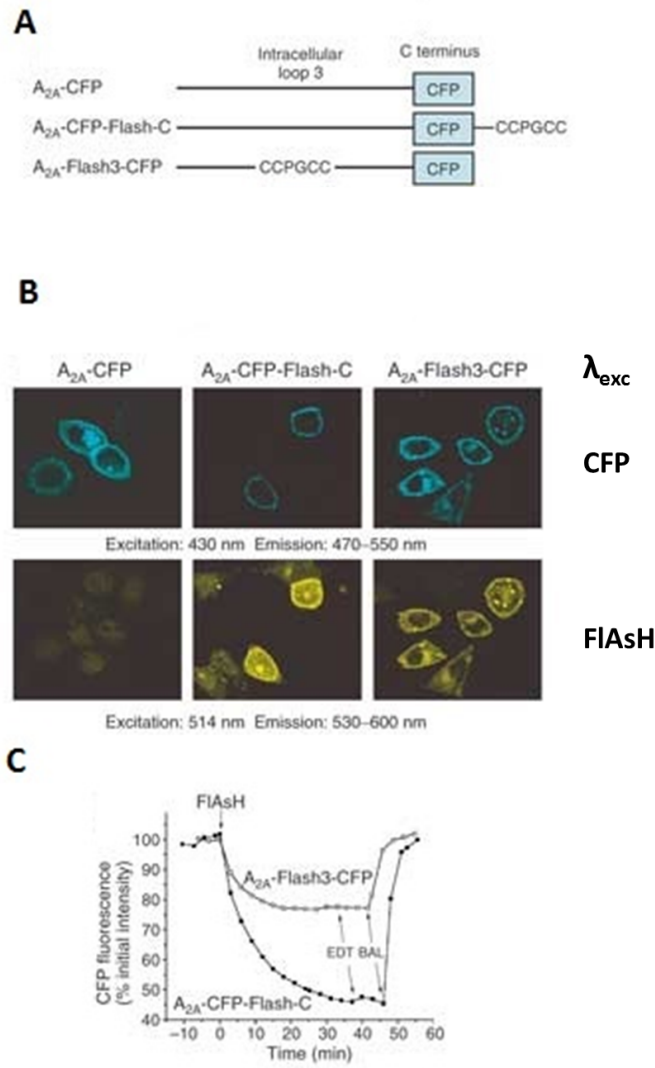 A
Intracellular
loop 3
C terminus
A2A-CFP
CFP
A2A-CFP-Flash-C
CFP
CCPGCC
A2A-Flash3-CFP
CCPGCC
CFP
B
A2A-CFP
A2A-CFP-Flash-C
A2A-Flash3-CFP
λexc
CFP
Excitation: 430 nm Emission: 470–550 nm
FlAsH
Excitation: 514 nm Emission: 530–600 nm
C
FlAsH
CFP fluorescence
(% initial intensity)
100
90
80
70
60
50
40
A2A-Flash3-CFP
EDT BAL
A2A-CFP-Flash-C
–10 0 10 20 30 40 50 60
Time (min)